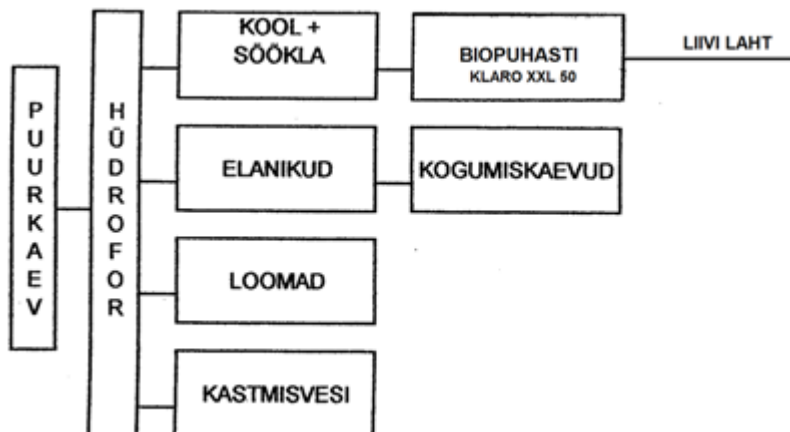 PUURKAEV
HÜDROFOR
KOOL +
SÖÖKLA
BIOPUHASTI
KLARO XXL 50
LIIVI LAHT
ELANIKUD
KOGUMISKAEVUD
LOOMAD
KASTMISVESI